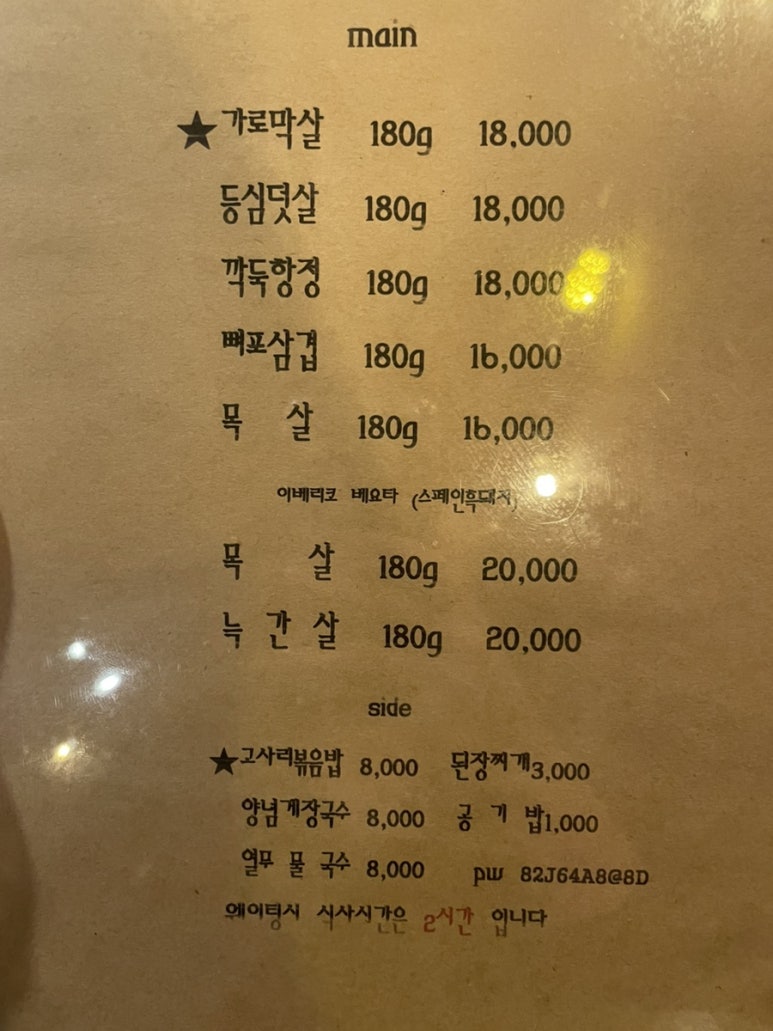 main
★가로막살 180g 18,000
등심덧살 180g 18,000
깍둑항정 180g 18,000
뼈포삼겹 180g 16,000
목 살 180g 16,000
이베리코 베요타 (스페인흑돼지)
목 살 180g 20,000
늑간살 180g 20,000
side
★고사리볶음밥 8,000 된장찌개 3,000
양념게장국수 8,000 공 기 밥 1,000
열무 물 국수 8,000 pw 82J64A8@8D
웨이팅시 식사시간은 2시간 입니다